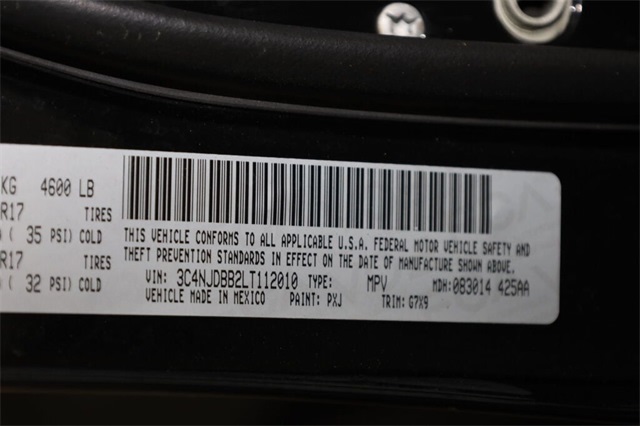 KG 4600 LB
R17 TIRES
( 35 PSI) COLD
R17 TIRES
( 32 PSI) COLD
THIS VEHICLE CONFORMS TO ALL APPLICABLE U.S.A. FEDERAL MOTOR VEHICLE SAFETY AND
THEFT PREVENTION STANDARDS IN EFFECT ON THE DATE OF MANUFACTURE SHOWN ABOVE.
VIN: 3C4NJDBB2LT112010 TYPE: MPV MDH: 083014 425AA
VEHICLE MADE IN MEXICO PAINT: PXJ TRIM: G7X9